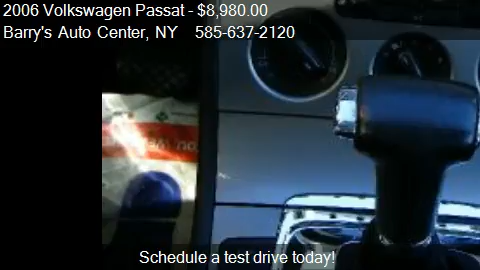 2006 Volkswagen Passat - $8,980.00
Barry's Auto Center, NY 585-637-2120
Schedule a test drive today!